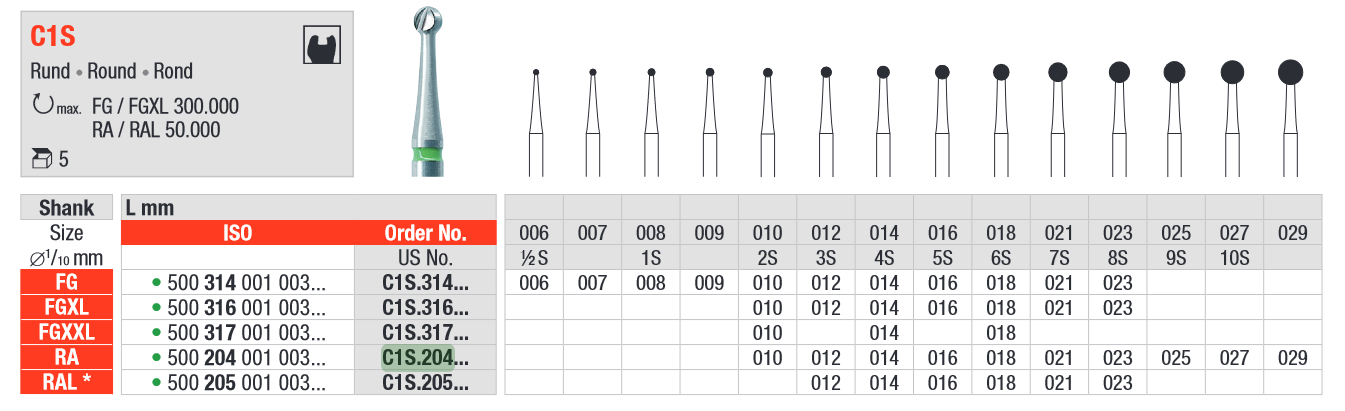 C1S
Rund • Round • Rond
max. FG / FGXL 300.000
RA / RAL 50.000
5
Shank L mm
Size ISO Order No. 006 007 008 009 010 012 014 016 018 021 023 025 027 029
⌀1/10 mm US No. ½ S 1S 2S 3S 4S 5S 6S 7S 8S 9S 10S
FG • 500 314 001 003... C1S.314... 006 007 008 009 010 012 014 016 018 021 023
FGXL • 500 316 001 003... C1S.316... 010 012 014 016 018 021 023
FGXXL • 500 317 001 003... C1S.317... 010 014 018
RA • 500 204 001 003... C1S.204... 010 012 014 016 018 021 023 025 027 029
RAL * • 500 205 001 003... C1S.205... 012 014 016 018 021 023